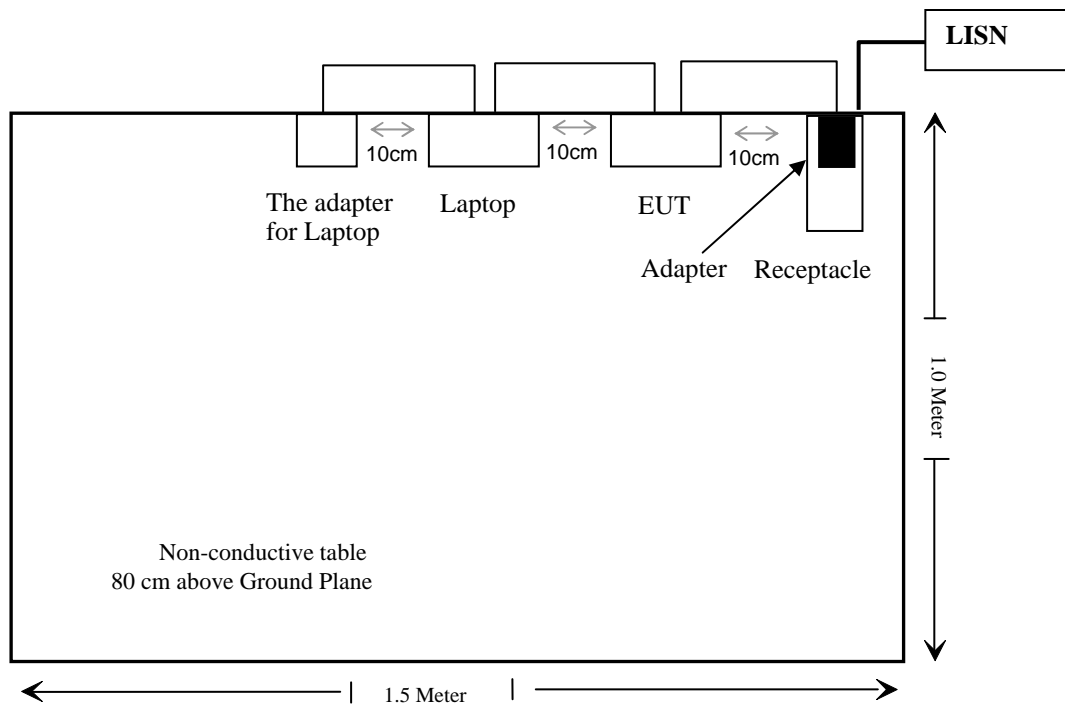 LISN
10cm
10cm
10cm
The adapter
for Laptop
Laptop
EUT
Adapter
Receptacle
1.0 Meter
Non-conductive table
80 cm above Ground Plane
1.5 Meter